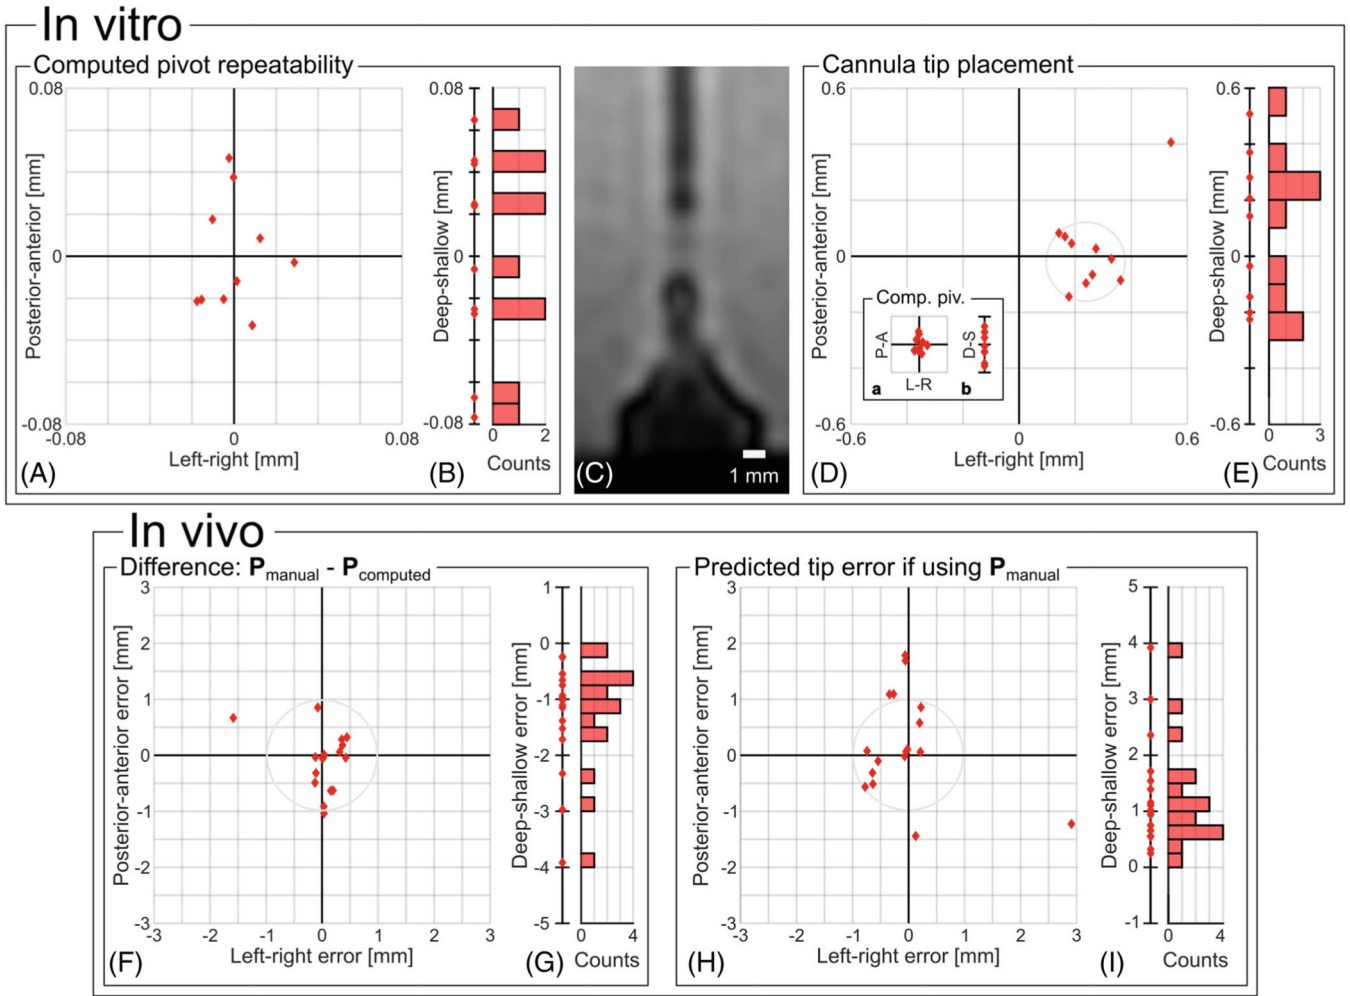 In vitro
Computed pivot repeatability
0.08
0
-0.08
Posterior-anterior [mm]
-0.08 0 0.08
Left-right [mm]
(A)
0.08
0
-0.08
Deep-shallow [mm]
0 2
Counts
(B)
(C)
1 mm
Cannula tip placement
0.6
0
-0.6
Posterior-anterior [mm]
-0.6 0 0.6
Left-right [mm]
(D)
Comp. piv.
P-A
L-R
a
D-S
b
0.6
0
-0.6
Deep-shallow [mm]
0 3
Counts
(E)
In vivo
Difference: Pmanual - Pcomputed
3
2
1
0
-1
-2
-3
Posterior-anterior error [mm]
-3 -2 -1 0 1 2 3
Left-right error [mm]
(F)
1
0
-1
-2
-3
-4
-5
Deep-shallow error [mm]
0 4
Counts
(G)
Predicted tip error if using Pmanual
3
2
1
0
-1
-2
-3
Posterior-anterior error [mm]
-3 -2 -1 0 1 2 3
Left-right error [mm]
(H)
5
4
3
2
1
0
-1
Deep-shallow error [mm]
0 4
Counts
(I)